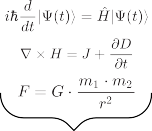 iℏ d/dt |Ψ(t)⟩ = Ĥ|Ψ(t)⟩
∇ × H = J + ∂D/∂t
F = G · m₁ · m₂ / r²